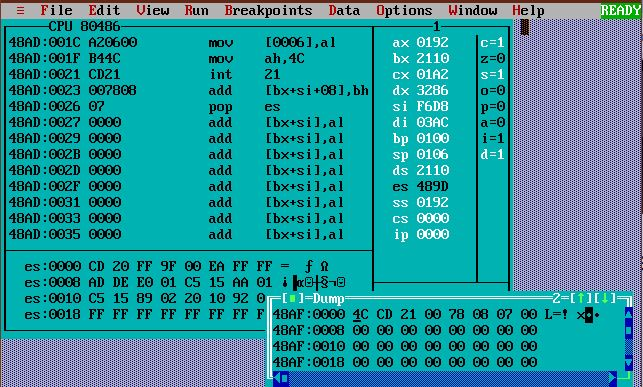 ≡ File Edit View Run Breakpoints Data Options Window Help READY
CPU 80486 1
48AD:001C A20600 mov [0006],al ax 0192 c=1
48AD:001F B44C mov ah,4C bx 2110 z=0
48AD:0021 CD21 int 21 cx 01A2 s=1
48AD:0023 007808 add [bx+si+08],bh dx 3286 o=0
48AD:0026 07 pop es si F6D8 p=0
48AD:0027 0000 add [bx+si],al di 03AC a=0
48AD:0029 0000 add [bx+si],al bp 0100 i=1
48AD:002B 0000 add [bx+si],al sp 0106 d=1
48AD:002D 0000 add [bx+si],al ds 2110
48AD:002F 0000 add [bx+si],al es 489D
48AD:0031 0000 add [bx+si],al ss 0192
48AD:0033 0000 add [bx+si],al cs 0000
48AD:0035 0000 add [bx+si],al ip 0000
es:0000 CD 20 FF 9F 00 EA FF FF = ƒ Ω
es:0008 AD DE E0 01 C5 15 AA 01
es:0010 C5 15 89 02 20 10 92 0
es:0018 FF FF FF FF FF FF FF F
[■]=Dump 2=[↑][↓]
48AF:0000 4C CD 21 00 78 08 07 00 L=! x
48AF:0008 00 00 00 00 00 00 00 00
48AF:0010 00 00 00 00 00 00 00 00
48AF:0018 00 00 00 00 00 00 00 00